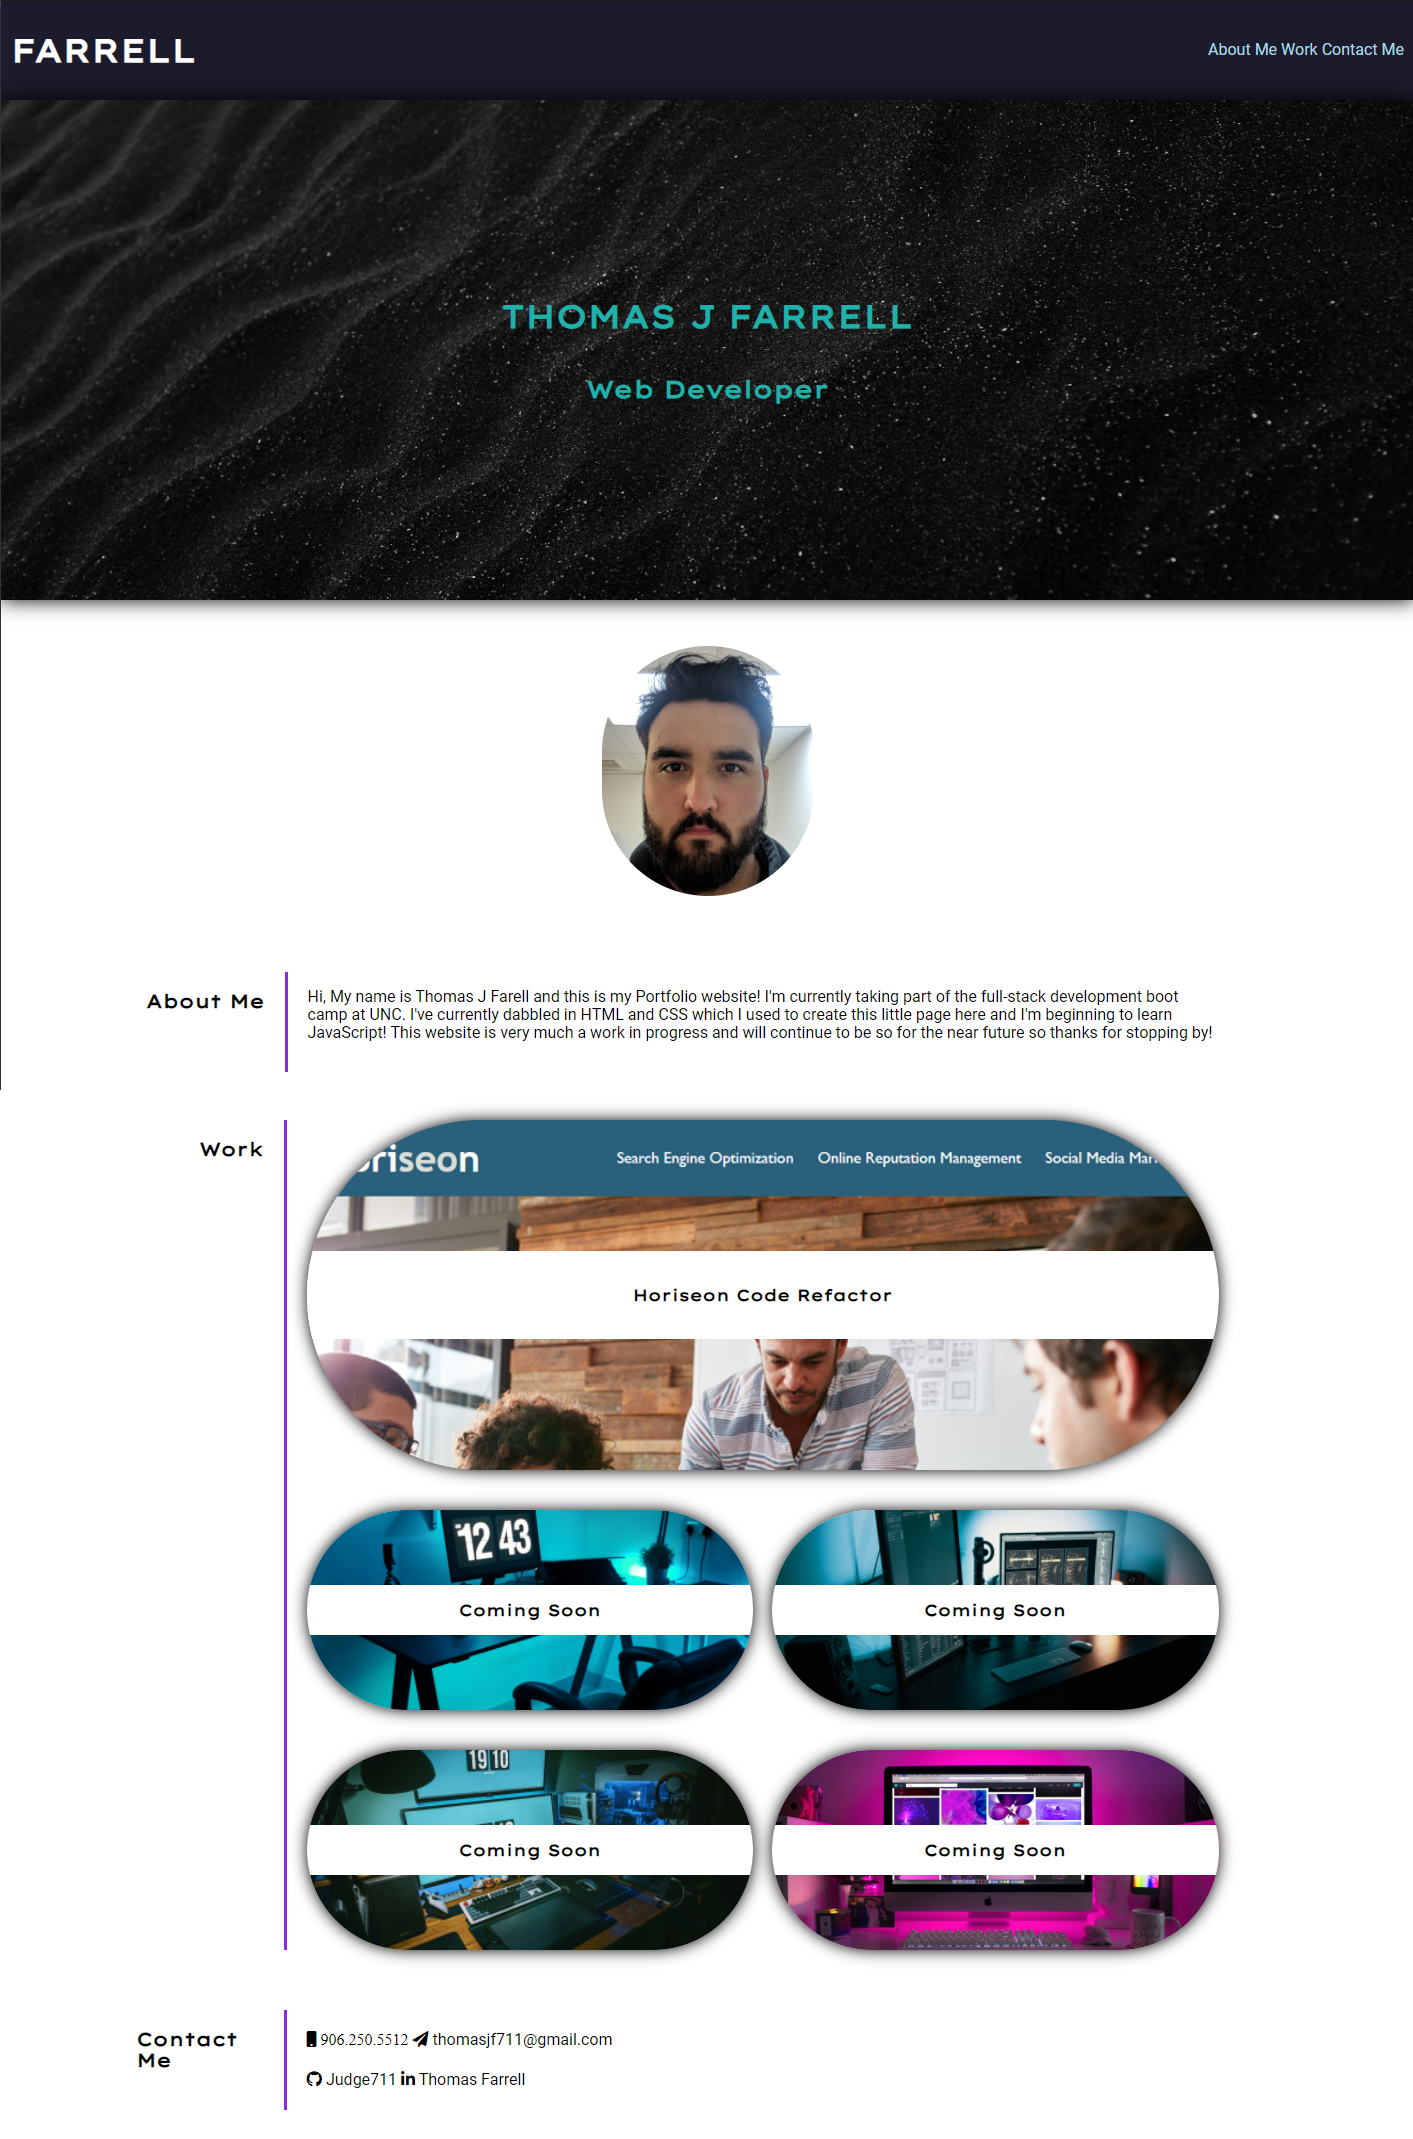 FARRELL
About Me Work Contact Me
THOMAS J FARRELL
Web Developer
About Me
Hi, My name is Thomas J Farell and this is my Portfolio website! I'm currently taking part of the full-stack development boot
camp at UNC. I've currently dabbled in HTML and CSS which I used to create this little page here and I'm beginning to learn
JavaScript! This website is very much a work in progress and will continue to be so for the near future so thanks for stopping by!
Work
riseon
Search Engine Optimization Online Reputation Management Social Media Mar
Horiseon Code Refactor
12 43
Coming Soon
Coming Soon
19 10
Coming Soon
Coming Soon
Contact
Me
906.250.5512 thomasjf711@gmail.com
Judge711 in Thomas Farrell